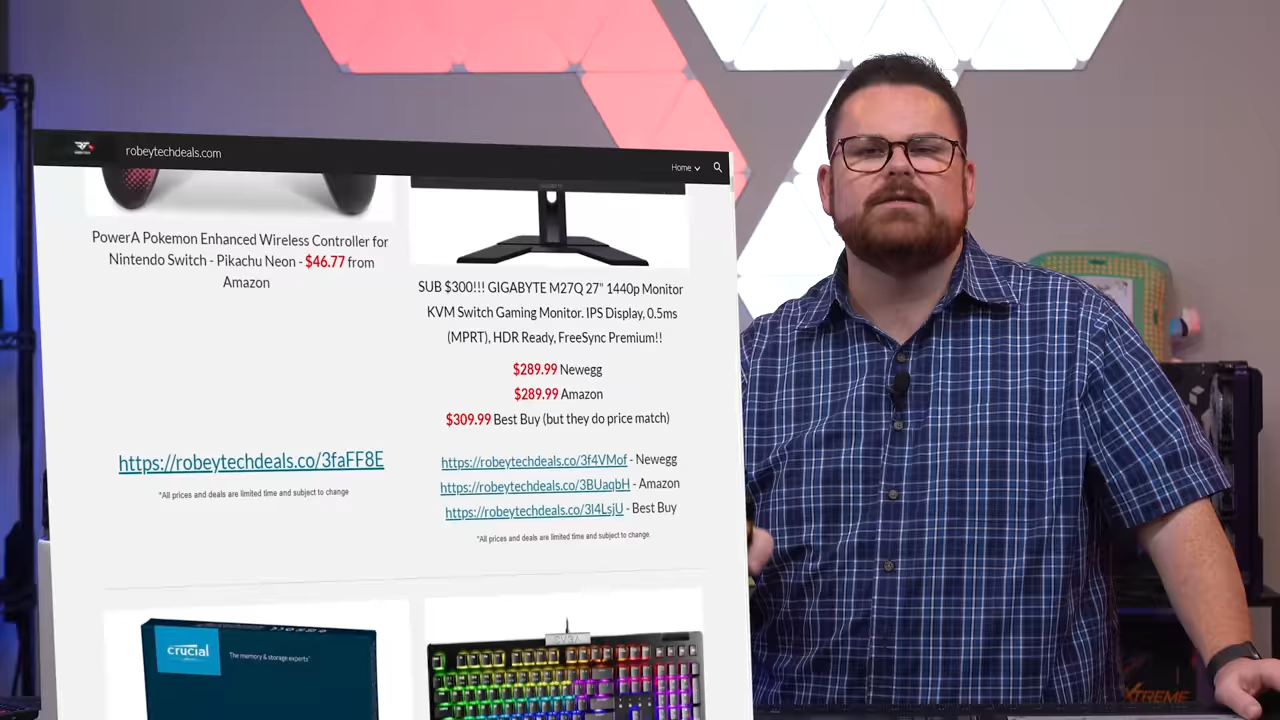 robeytechdeals.com
Home
PowerA Pokemon Enhanced Wireless Controller for
Nintendo Switch - Pikachu Neon - $46.77 from
Amazon
https://robeytechdeals.co/3faFF8E
*All prices and deals are limited time and subject to change
SUB $300!!! GIGABYTE M27Q 27" 1440p Monitor
KVM Switch Gaming Monitor. IPS Display, 0.5ms
(MPRT), HDR Ready, FreeSync Premium!!
$289.99 Newegg
$289.99 Amazon
$309.99 Best Buy (but they do price match)
https://robeytechdeals.co/3f4VMof - Newegg
https://robeytechdeals.co/3BUaqbH - Amazon
https://robeytechdeals.co/3I4LsjU - Best Buy
*All prices and deals are limited time and subject to change
crucial
The memory & storage experts
EVGA
XTREME